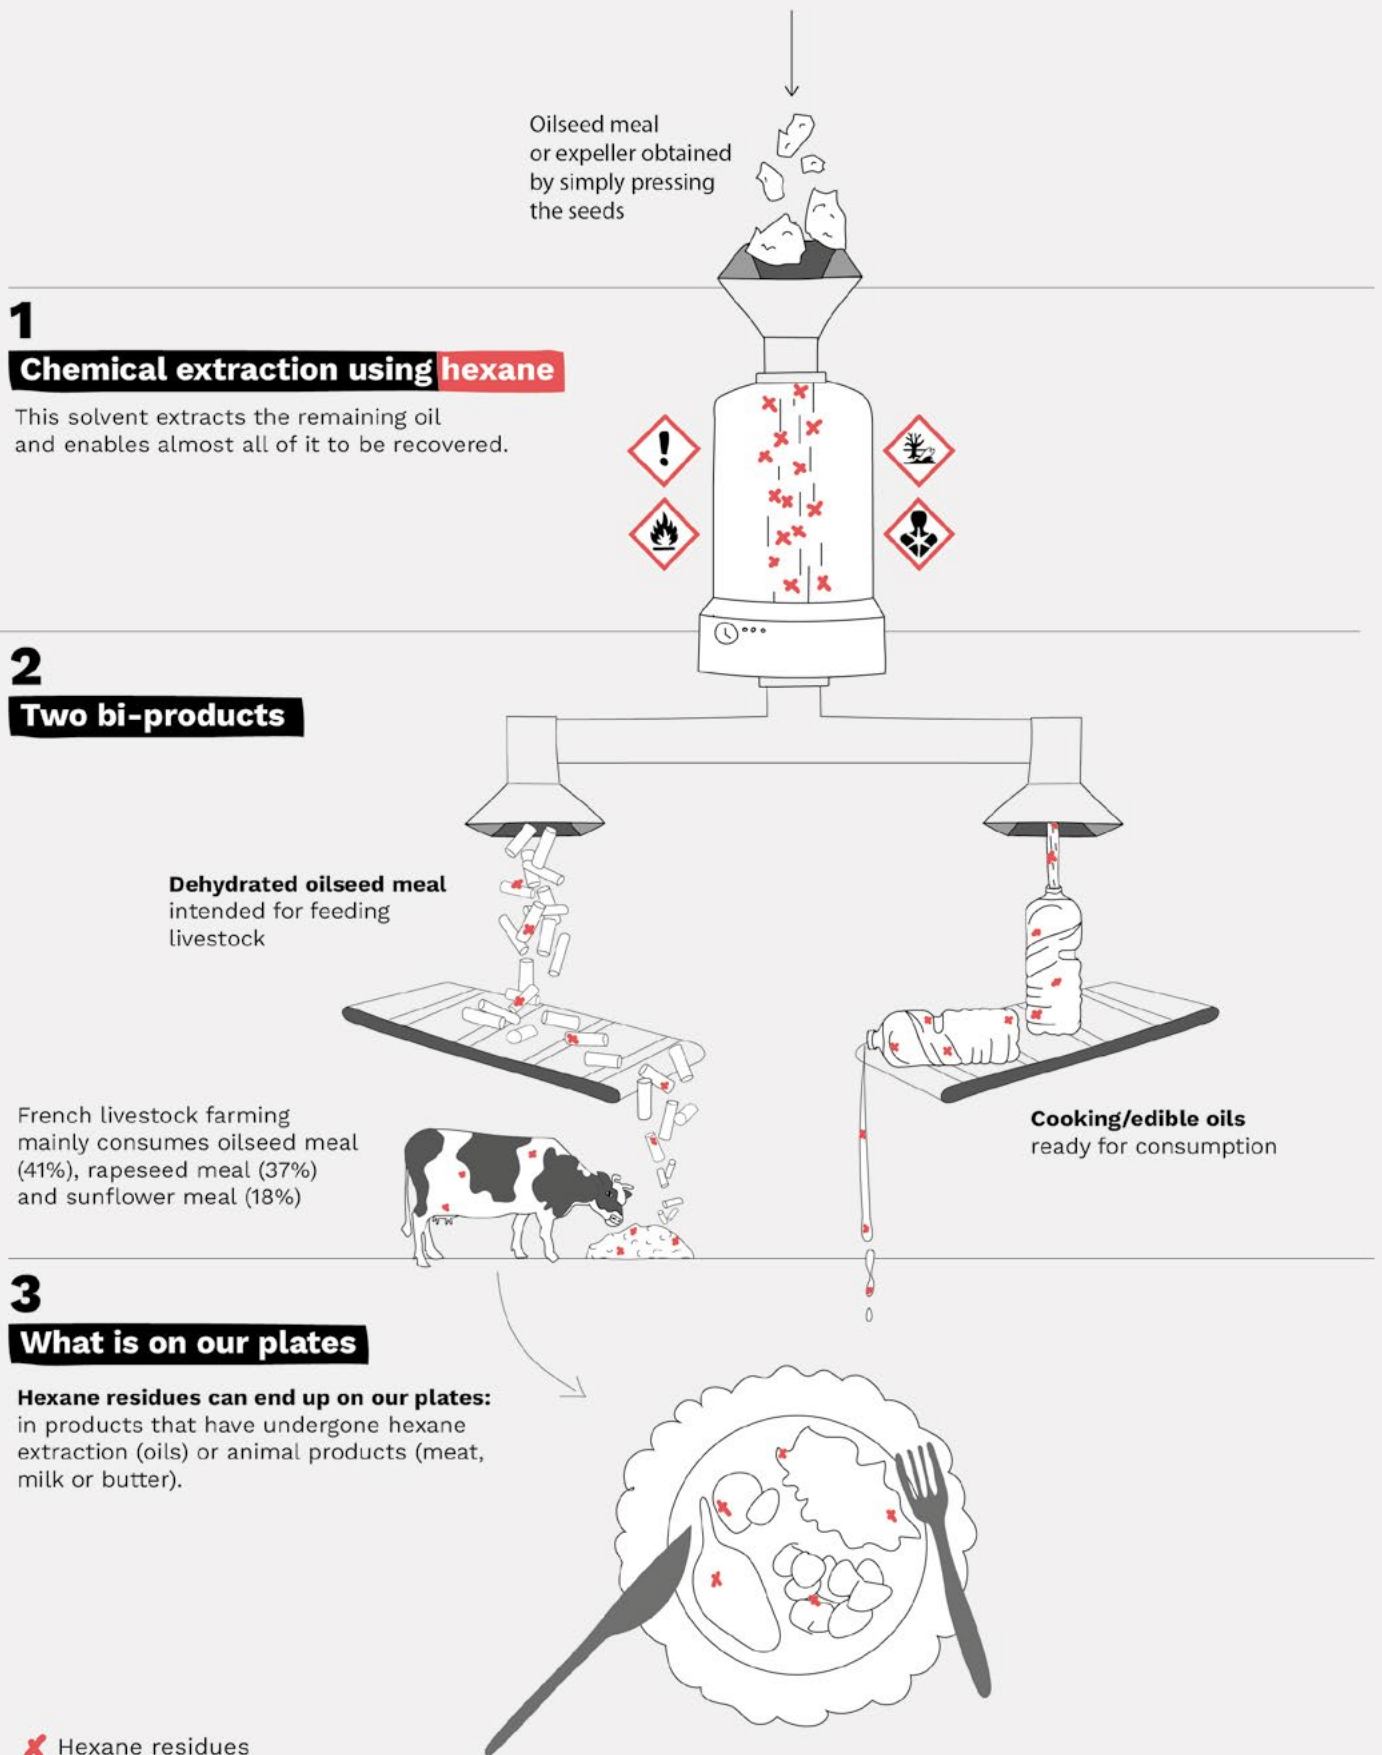 Oilseed meal
or expeller obtained
by simply pressing
the seeds
1
Chemical extraction using hexane
This solvent extracts the remaining oil
and enables almost all of it to be recovered.
2
Two bi-products
Dehydrated oilseed meal
intended for feeding
livestock
French livestock farming
mainly consumes oilseed meal
(41%), rapeseed meal (37%)
and sunflower meal (18%)
Cooking/edible oils
ready for consumption
3
What is on our plates
Hexane residues can end up on our plates:
in products that have undergone hexane
extraction (oils) or animal products (meat,
milk or butter).
Hexane residues